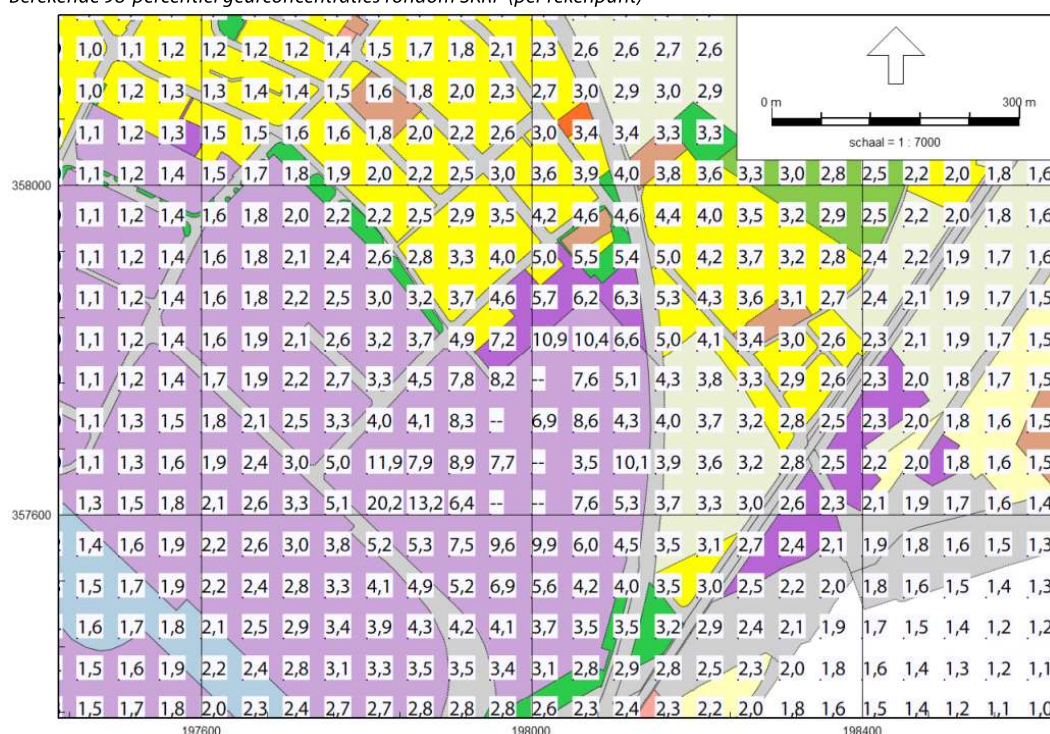 Berekende 98-percentiel geurconcentraties rondom SRNP (per rekenpunt)
1,0 1,1 1,2 1,2 1,2 1,2 1,4 1,5 1,7 1,8 2,1 2,3 2,6 2,6 2,7 2,6
1,0 1,2 1,3 1,3 1,4 1,4 1,5 1,6 1,8 2,0 2,3 2,7 3,0 2,9 3,0 2,9
0 m 300 m
1,1 1,2 1,3 1,5 1,5 1,6 1,6 1,8 2,0 2,2 2,6 3,0 3,4 3,4 3,3 3,3
schaal = 1 : 7000
1,1 1,2 1,4 1,5 1,7 1,8 1,9 2,0 2,2 2,5 3,0 3,6 3,9 4,0 3,8 3,6 3,3 3,0 2,8 2,5 2,2 2,0 1,8 1,6
358000
1,1 1,2 1,4 1,6 1,8 2,0 2,2 2,2 2,5 2,9 3,5 4,2 4,6 4,6 4,4 4,0 3,5 3,2 2,9 2,5 2,2 2,0 1,8 1,6
1,1 1,2 1,4 1,6 1,8 2,1 2,4 2,6 2,8 3,3 4,0 5,0 5,5 5,4 5,0 4,2 3,7 3,2 2,8 2,4 2,2 1,9 1,7 1,6
1,1 1,2 1,4 1,6 1,8 2,2 2,5 3,0 3,2 3,7 4,6 5,7 6,2 6,3 5,3 4,3 3,6 3,1 2,7 2,4 2,1 1,9 1,7 1,5
1,1 1,2 1,4 1,6 1,9 2,1 2,6 3,2 3,7 4,9 7,2 10,9 10,4 6,6 5,0 4,1 3,4 3,0 2,6 2,3 2,1 1,9 1,7 1,5
1,1 1,2 1,4 1,7 1,9 2,2 2,7 3,3 4,5 7,8 8,2 -- 7,6 5,1 4,3 3,8 3,3 2,9 2,6 2,3 2,0 1,8 1,7 1,5
1,1 1,3 1,5 1,8 2,1 2,5 3,3 4,0 4,1 8,3 -- 6,9 8,6 4,3 4,0 3,7 3,2 2,8 2,5 2,3 2,0 1,8 1,6 1,5
1,1 1,3 1,6 1,9 2,4 3,0 5,0 11,9 7,9 8,9 7,7 -- 3,5 10,1 3,9 3,6 3,2 2,8 2,5 2,2 2,0 1,8 1,6 1,5
1,3 1,5 1,8 2,1 2,6 3,3 5,1 20,2 13,2 6,4 -- -- 7,6 5,3 3,7 3,3 3,0 2,6 2,3 2,1 1,9 1,7 1,6 1,4
357600
1,4 1,6 1,9 2,2 2,6 3,0 3,8 5,2 5,3 7,5 9,6 9,9 6,0 4,5 3,5 3,1 2,7 2,4 2,1 1,9 1,8 1,6 1,5 1,3
1,5 1,7 1,9 2,2 2,4 2,8 3,3 4,1 4,9 5,2 6,9 5,6 4,2 4,0 3,5 3,0 2,5 2,2 2,0 1,8 1,6 1,5 1,4 1,3
1,6 1,7 1,8 2,1 2,5 2,9 3,4 3,9 4,3 4,2 4,1 3,7 3,5 3,5 3,2 2,9 2,4 2,1 1,9 1,7 1,5 1,4 1,2 1,2
1,5 1,6 1,9 2,2 2,4 2,8 3,1 3,3 3,5 3,5 3,4 3,1 2,8 2,9 2,8 2,5 2,3 2,0 1,8 1,6 1,4 1,3 1,2 1,1
1,5 1,7 1,8 2,0 2,3 2,4 2,7 2,7 2,8 2,8 2,8 2,6 2,3 2,4 2,3 2,2 2,0 1,8 1,6 1,5 1,4 1,2 1,1 1,0
197600 198000 198400